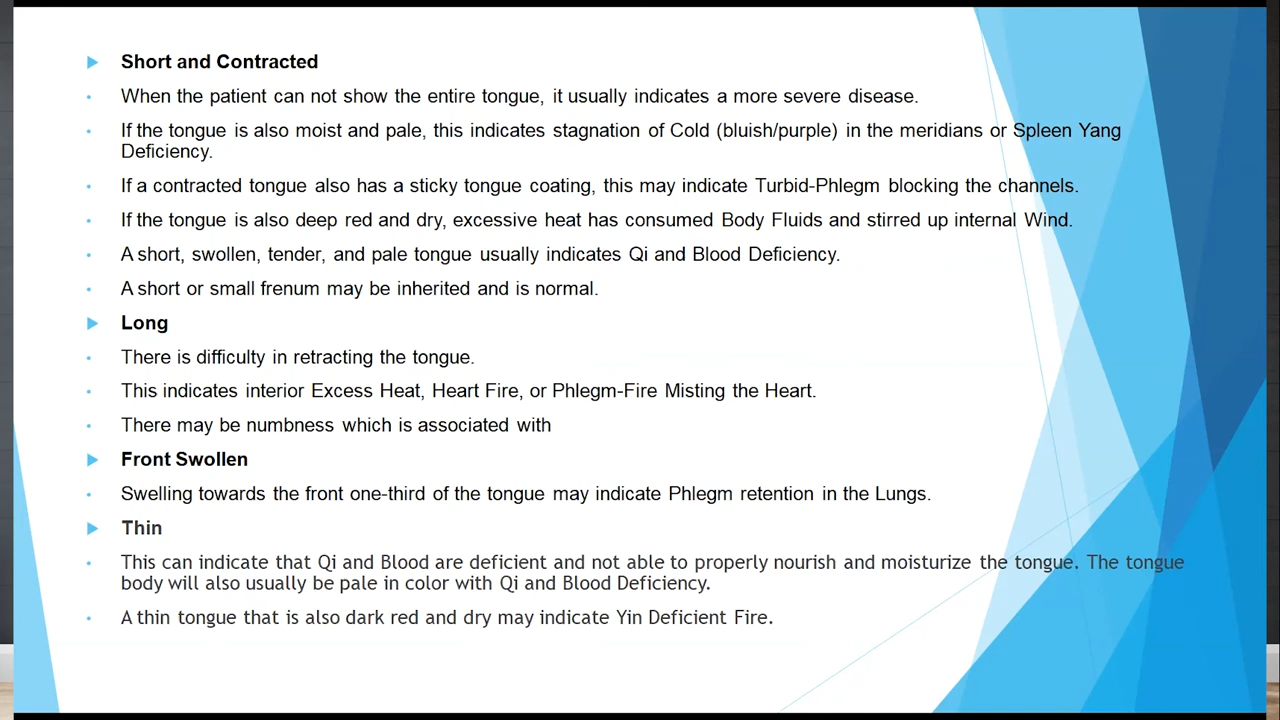 Short and Contracted
When the patient can not show the entire tongue, it usually indicates a more severe disease.
If the tongue is also moist and pale, this indicates stagnation of Cold (bluish/purple) in the meridians or Spleen Yang
Deficiency.
If a contracted tongue also has a sticky tongue coating, this may indicate Turbid-Phlegm blocking the channels.
If the tongue is also deep red and dry, excessive heat has consumed Body Fluids and stirred up internal Wind.
A short, swollen, tender, and pale tongue usually indicates Qi and Blood Deficiency.
A short or small frenum may be inherited and is normal.
Long
There is difficulty in retracting the tongue.
This indicates interior Excess Heat, Heart Fire, or Phlegm-Fire Misting the Heart.
There may be numbness which is associated with
Front Swollen
Swelling towards the front one-third of the tongue may indicate Phlegm retention in the Lungs.
Thin
This can indicate that Qi and Blood are deficient and not able to properly nourish and moisturize the tongue. The tongue
body will also usually be pale in color with Qi and Blood Deficiency.
A thin tongue that is also dark red and dry may indicate Yin Deficient Fire.